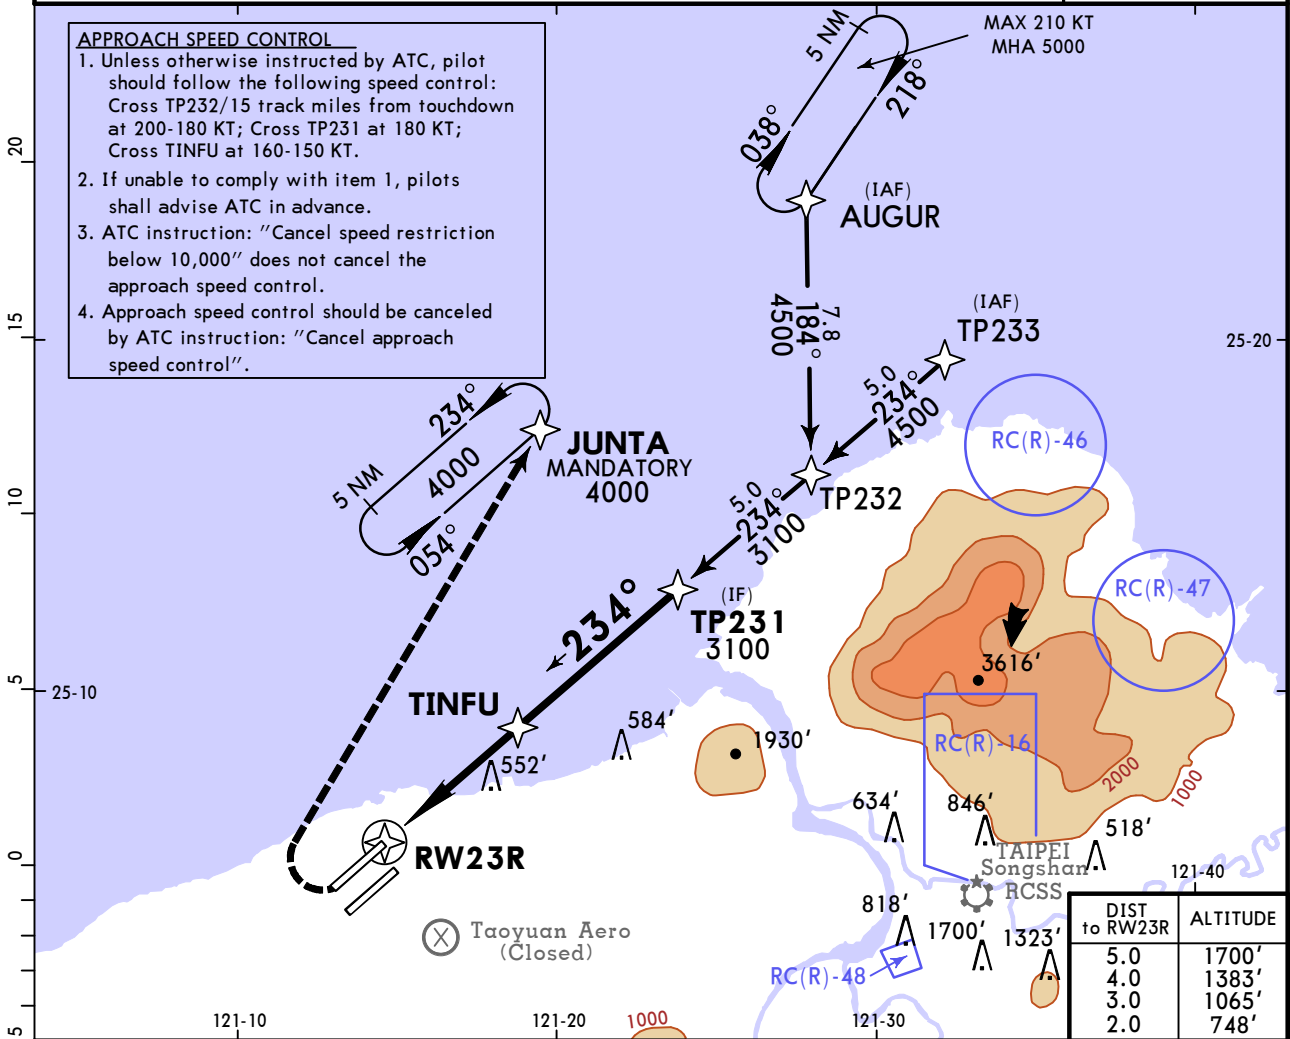 APPROACH SPEED CONTROL
1. Unless otherwise instructed by ATC, pilot
should follow the following speed control:
Cross TP232/15 track miles from touchdown
at 200-180 KT; Cross TP231 at 180 KT;
Cross TINFU at 160-150 KT.
2. If unable to comply with item 1, pilots
shall advise ATC in advance.
3. ATC instruction: "Cancel speed restriction
below 10,000" does not cancel the
approach speed control.
4. Approach speed control should be canceled
by ATC instruction: "Cancel approach
speed control".
5 NM
MAX 210 KT
MHA 5000
218°
038°
(IAF)
AUGUR
7.8
184°
4500
(IAF)
TP233
5.0
234°
4500
25-20
RC(R)-46
234°
5 NM
4000
054°
JUNTA
MANDATORY
4000
TP232
5.0
234°
3100
RC(R)-47
(IF)
TP231
3100
234°
3616'
TINFU
25-10
584'
552'
1930'
RC(R)-16
2000
1000
634'
846'
518'
RW23R
TAIPEI
Songshan
RCSS
121-40
818'
1700'
1323'
Taoyuan Aero
(Closed)
RC(R)-48
DIST
to RW23R
ALTITUDE
5.0 1700'
4.0 1383'
3.0 1065'
2.0 748'
20
15
10
5
0
5
121-10
121-20
1000
121-30